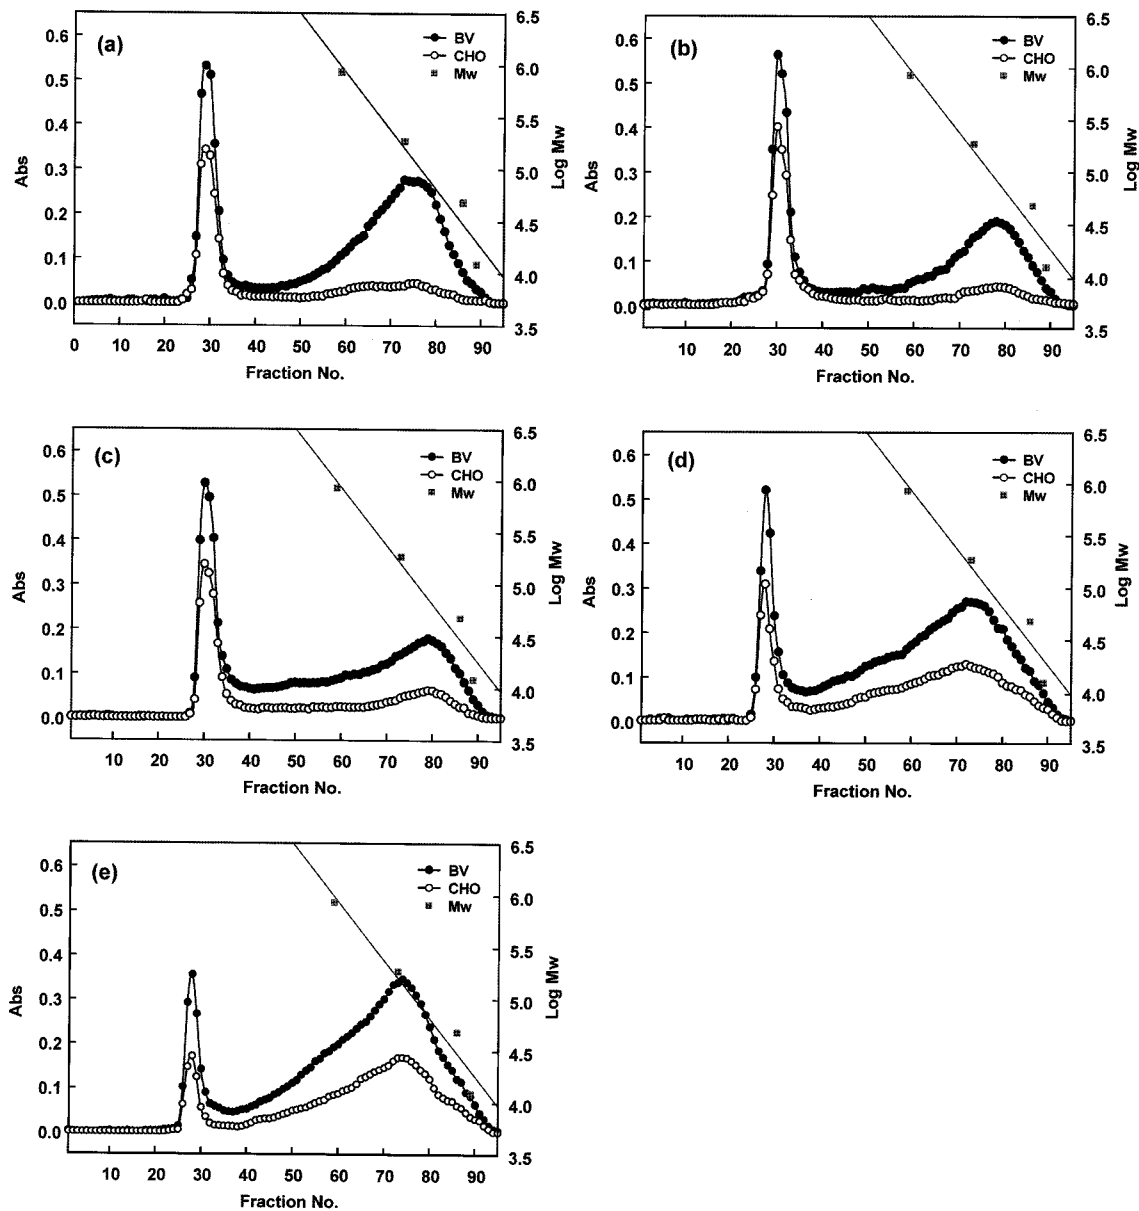 (a)
BV
CHO
Mw
0.6
0.5
0.4
0.3
0.2
0.1
0.0
Abs
6.5
6.0
5.5
5.0
4.5
4.0
3.5
Log Mw
0 10 20 30 40 50 60 70 80 90
Fraction No.
(b)
BV
CHO
Mw
0.6
0.5
0.4
0.3
0.2
0.1
0.0
Abs
6.5
6.0
5.5
5.0
4.5
4.0
3.5
Log Mw
10 20 30 40 50 60 70 80 90
Fraction No.
(c)
BV
CHO
Mw
0.6
0.5
0.4
0.3
0.2
0.1
0.0
Abs
6.5
6.0
5.5
5.0
4.5
4.0
3.5
Log Mw
10 20 30 40 50 60 70 80 90
Fraction No.
(d)
BV
CHO
Mw
0.6
0.5
0.4
0.3
0.2
0.1
0.0
Abs
6.5
6.0
5.5
5.0
4.5
4.0
3.5
Log Mw
10 20 30 40 50 60 70 80 90
Fraction No.
(e)
BV
CHO
Mw
0.6
0.5
0.4
0.3
0.2
0.1
0.0
Abs
6.5
6.0
5.5
5.0
4.5
4.0
3.5
Log Mw
10 20 30 40 50 60 70 80 90
Fraction No.